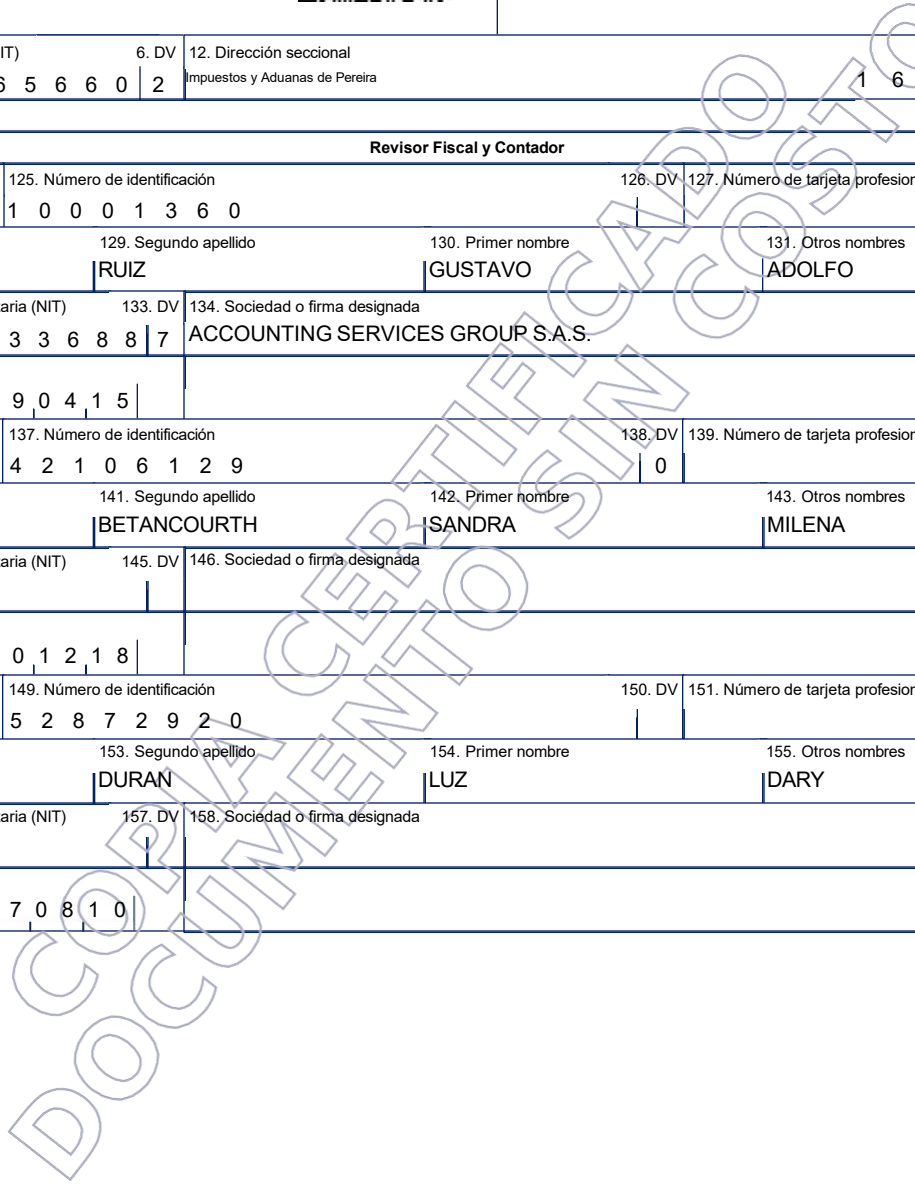 IT) 6. DV 12. Dirección seccional
5 6 6 0 2 Impuestos y Aduanas de Pereira 1 6
Revisor Fiscal y Contador
125. Número de identificación 126. DV 127. Número de tarjeta profesion
1 0 0 0 1 3 6 0
129. Segundo apellido 130. Primer nombre 131. Otros nombres
RUIZ GUSTAVO ADOLFO
taria (NIT) 133. DV 134. Sociedad o firma designada
3 3 6 8 8 7 ACCOUNTING SERVICES GROUP S.A.S.
9 0 4 1 5
137. Número de identificación 138. DV 139. Número de tarjeta profesion
4 2 1 0 6 1 2 9 0
141. Segundo apellido 142. Primer nombre 143. Otros nombres
BETANCOURTH SANDRA MILENA
taria (NIT) 145. DV 146. Sociedad o firma designada
0 1 2 1 8
149. Número de identificación 150. DV 151. Número de tarjeta profesion
5 2 8 7 2 9 2 0
153. Segundo apellido 154. Primer nombre 155. Otros nombres
DURAN LUZ DARY
taria (NIT) 157. DV 158. Sociedad o firma designada
7 0 8 1 0
COPIA CERTIFICADO
DOCUMENTO SIN COSTO